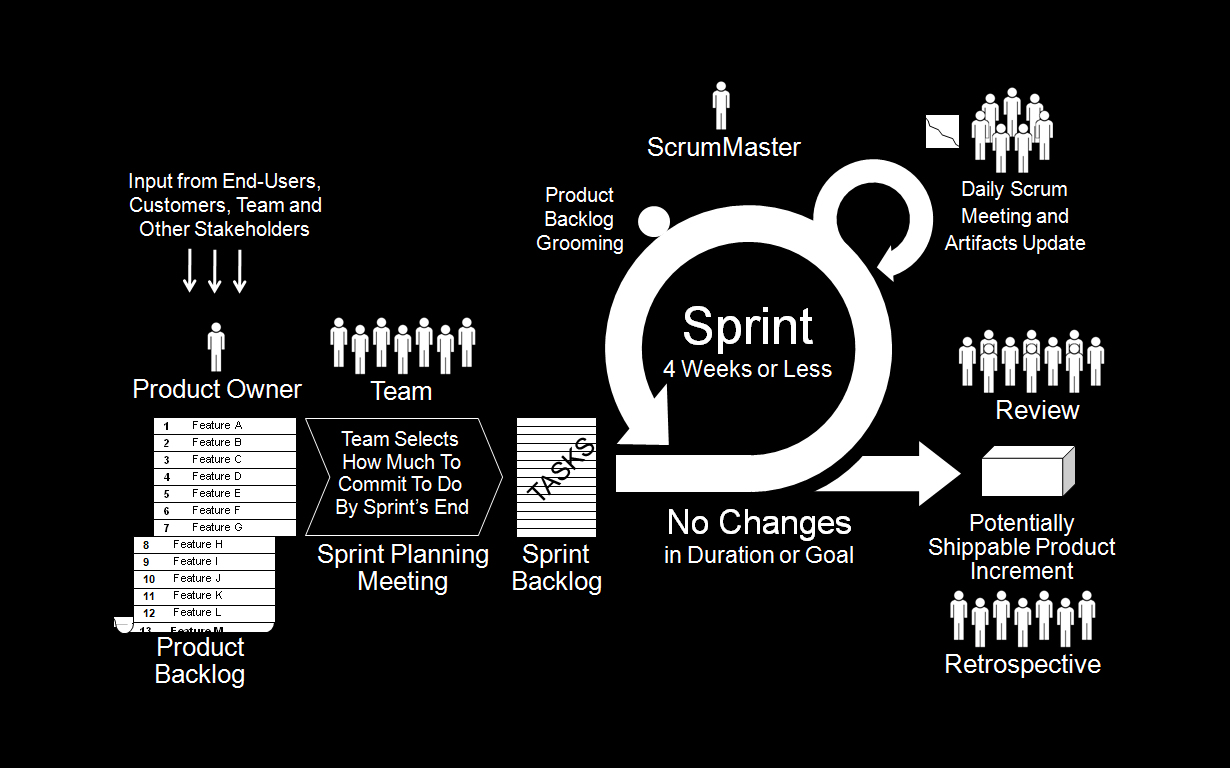 ScrumMaster
Input from End-Users,
Customers, Team and
Other Stakeholders
Product
Backlog
Grooming
Daily Scrum
Meeting and
Artifacts Update
Sprint
4 Weeks or Less
Product Owner
Team
Review
1 Feature A
2 Feature B
3 Feature C
4 Feature D
5 Feature E
6 Feature F
7 Feature G
8 Feature H
9 Feature I
10 Feature J
11 Feature K
12 Feature L
13 Feature M
Product
Backlog
Team Selects
How Much To
Commit To Do
By Sprint's End
Sprint Planning
Meeting
TASKS
Sprint
Backlog
No Changes
in Duration or Goal
Potentially
Shippable Product
Increment
Retrospective